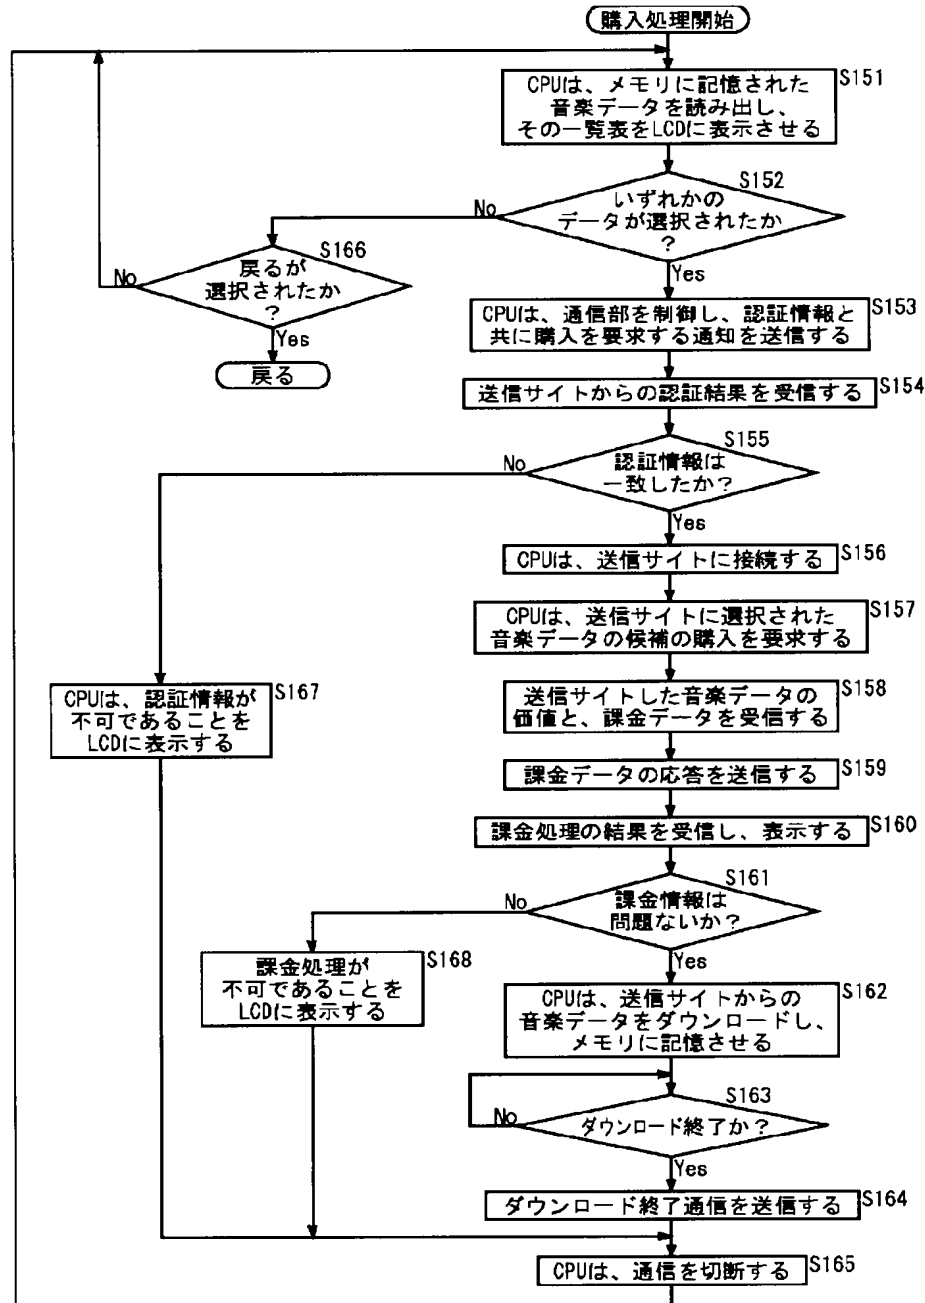 購入処理開始
S151
CPUは、メモリに記憶された
音楽データを読み出し、
その一覧表をLCDに表示させる
S152
いずれかの
データが選択されたか
?
No
Yes
S166
戻るが
選択されたか
?
No
Yes
戻る
S153
CPUは、通信部を制御し、認証情報と
共に購入を要求する通知を送信する
S154
送信サイトからの認証結果を受信する
S155
認証情報は
一致したか?
No
Yes
S156
CPUは、送信サイトに接続する
S157
CPUは、送信サイトに選択された
音楽データの候補の購入を要求する
S167
CPUは、認証情報が
不可であることを
LCDに表示する
S158
送信サイトした音楽データの
価値と、課金データを受信する
S159
課金データの応答を送信する
S160
課金処理の結果を受信し、表示する
S161
課金情報は
問題ないか?
No
Yes
S168
課金処理が
不可であることを
LCDに表示する
S162
CPUは、送信サイトからの
音楽データをダウンロードし、
メモリに記憶させる
S163
ダウンロード終了か?
No
Yes
S164
ダウンロード終了通信を送信する
S165
CPUは、通信を切断する